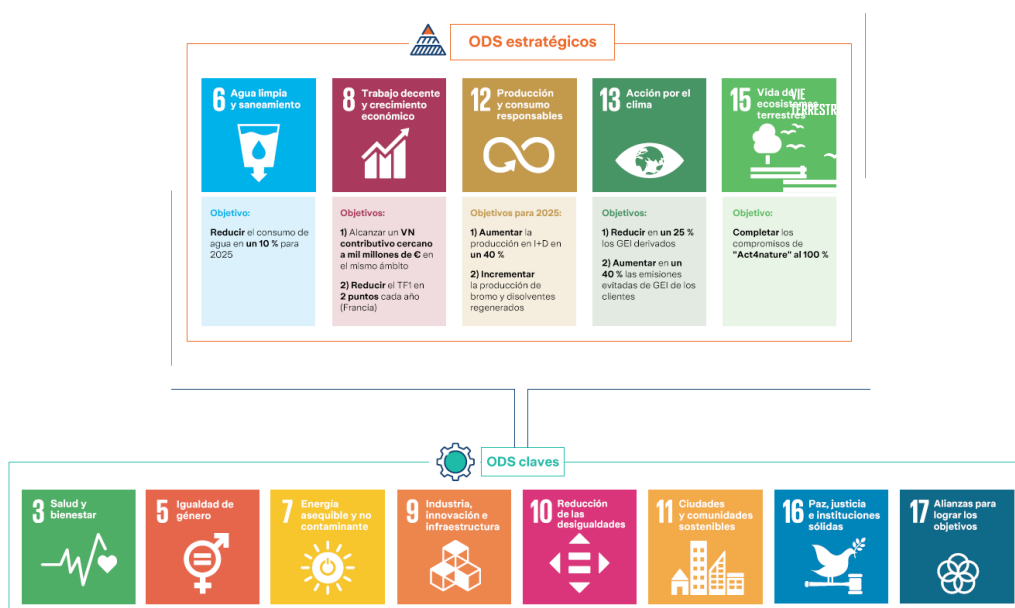 ODS estratégicos
6 Agua limpia
y saneamiento
Objetivo:
Reducir el consumo de
agua en un 10 % para
2025
8 Trabajo decente
y crecimiento
económico
Objetivos:
1) Alcanzar un VN
contributivo cercano
a mil millones de € en
el mismo ámbito
2) Reducir el TF1 en
2 puntos cada año
(Francia)
12 Producción
y consumo
responsables
Objetivos para 2025:
1) Aumentar la
producción en I+D en
un 40 %
2) Incrementar
la producción de
bromo y disolventes
regenerados
13 Acción por el
clima
Objetivos:
1) Reducir en un 25 %
los GEI derivados
2) Aumentar en un
40 % las emisiones
evitadas de GEI de los
clientes
15 Vida de
ecosistemas
terrestres
VIE
TERRESTR
Objetivo:
Completar los
compromisos de
"Act4nature" al 100 %
ODS claves
3 Salud y
bienestar
5 Igualdad de
género
7 Energía
asequible y no
contaminante
9 Industria,
innovación e
infraestructura
10 Reducción
de las
desigualdades
11 Ciudades
y comunidades
sostenibles
16 Paz, justicia
e instituciones
sólidas
17 Alianzas para
lograr los
objetivos